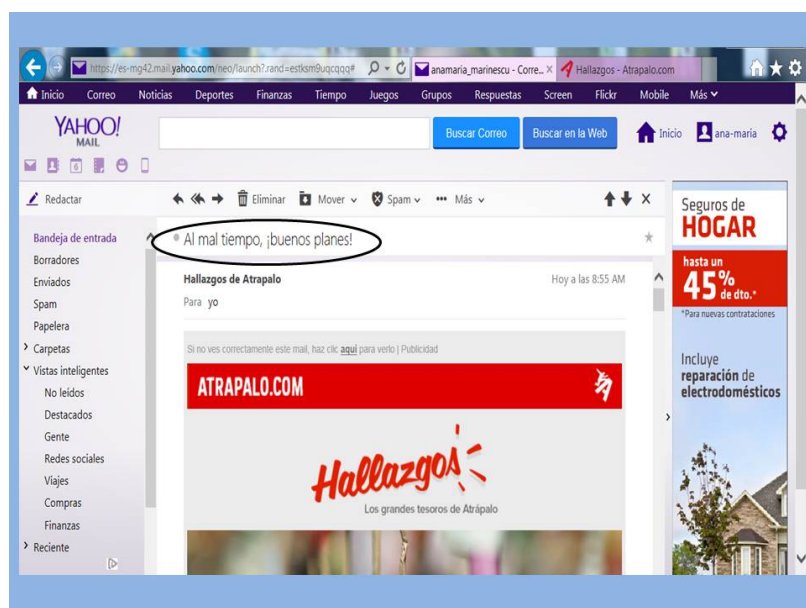 https://es-mg42.mail.yahoo.com/neo/launch?.rand=estksm9uqcqqq#
anamaria_marinescu - Corre...
Hallazgos - Atrapalo.com
Inicio Correo Noticias Deportes Finanzas Tiempo Juegos Grupos Respuestas Screen Flickr Mobile Más
YAHOO!
MAIL
Buscar Correo Buscar en la Web Inicio ana-maria
6
Redactar
Eliminar Mover Spam Más
Bandeja de entrada
Borradores
Enviados
Spam
Papelera
Carpetas
Vistas inteligentes
No leídos
Destacados
Gente
Redes sociales
Viajes
Compras
Finanzas
Reciente
Al mal tiempo, ¡buenos planes!
Hallazgos de Atrapalo Hoy a las 8:55 AM
Para yo
Si no ves correctamente este mail, haz clic aquí para verlo | Publicidad
ATRAPALO.COM
Hallazgos
Los grandes tesoros de Atrápalo
Seguros de
HOGAR
hasta un
45%
de dto.*
*Para nuevas contrataciones
Incluye
reparación de
electrodomésticos